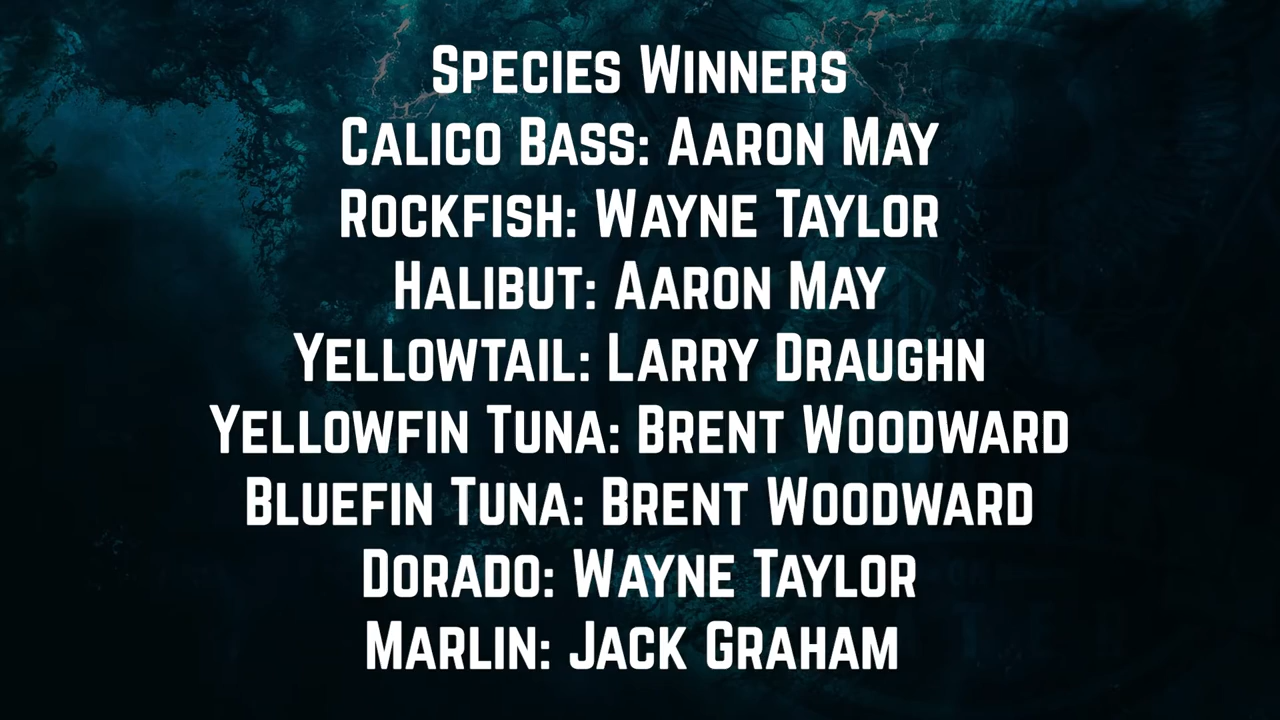 Species Winners
Calico Bass: Aaron May
Rockfish: Wayne Taylor
Halibut: Aaron May
Yellowtail: Larry Draughn
Yellowfin Tuna: Brent Woodward
Bluefin Tuna: Brent Woodward
Dorado: Wayne Taylor
Marlin: Jack Graham